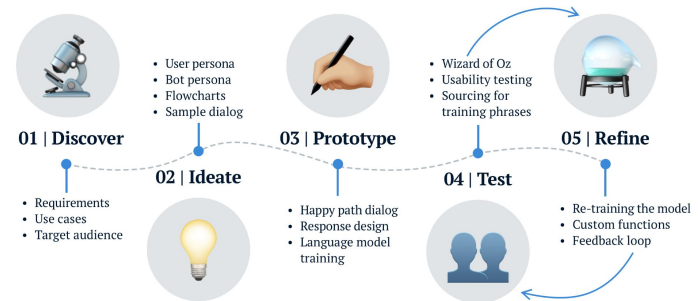 01 | Discover
• Requirements
• Use cases
• Target audience
• User persona
• Bot persona
• Flowcharts
• Sample dialog
02 | Ideate
03 | Prototype
• Happy path dialog
• Response design
• Language model
training
• Wizard of Oz
• Usability testing
• Sourcing for
training phrases
04 | Test
05 | Refine
• Re-training the model
• Custom functions
• Feedback loop